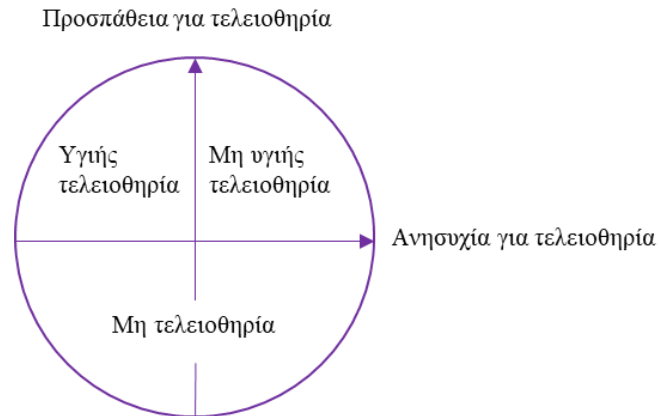 Προσπάθεια για τελειοθηρία
Υγιής
τελειοθηρία
Μη υγιής
τελειοθηρία
Ανησυχία για τελειοθηρία
Μη τελειοθηρία